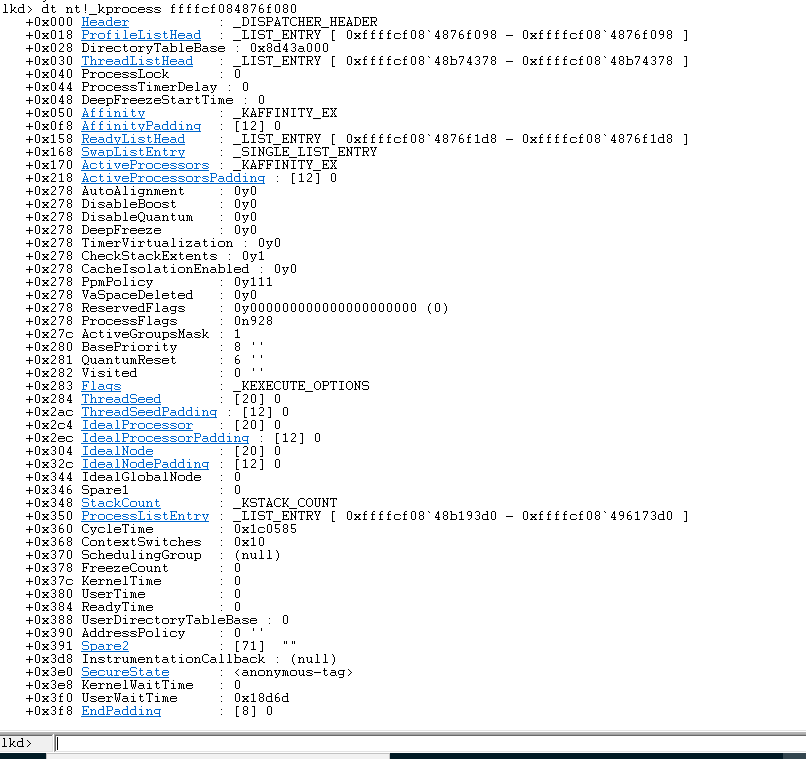 lkd> dt nt!_kprocess ffffcf084876f080
+0x000 Header : _DISPATCHER_HEADER
+0x018 ProfileListHead : _LIST_ENTRY [ 0xffffcf08`4876f098 - 0xffffcf08`4876f098 ]
+0x028 DirectoryTableBase : 0x8d43a000
+0x030 ThreadListHead : _LIST_ENTRY [ 0xffffcf08`48b74378 - 0xffffcf08`48b74378 ]
+0x040 ProcessLock : 0
+0x044 ProcessTimerDelay : 0
+0x048 DeepFreezeStartTime : 0
+0x050 Affinity : _KAFFINITY_EX
+0x0f8 AffinityPadding : [12] 0
+0x158 ReadyListHead : _LIST_ENTRY [ 0xffffcf08`4876f1d8 - 0xffffcf08`4876f1d8 ]
+0x168 SwapListEntry : _SINGLE_LIST_ENTRY
+0x170 ActiveProcessors : _KAFFINITY_EX
+0x218 ActiveProcessorsPadding : [12] 0
+0x278 AutoAlignment : 0y0
+0x278 DisableBoost : 0y0
+0x278 DisableQuantum : 0y0
+0x278 DeepFreeze : 0y0
+0x278 TimerVirtualization : 0y0
+0x278 CheckStackExtents : 0y1
+0x278 CacheIsolationEnabled : 0y0
+0x278 PpmPolicy : 0y111
+0x278 VaSpaceDeleted : 0y0
+0x278 ReservedFlags : 0y000000000000000000000 (0)
+0x278 ProcessFlags : 0n928
+0x27c ActiveGroupsMask : 1
+0x280 BasePriority : 8 ''
+0x281 QuantumReset : 6 ''
+0x282 Visited : 0 ''
+0x283 Flags : _KEXECUTE_OPTIONS
+0x284 ThreadSeed : [20] 0
+0x2ac ThreadSeedPadding : [12] 0
+0x2c4 IdealProcessor : [20] 0
+0x2ec IdealProcessorPadding : [12] 0
+0x304 IdealNode : [20] 0
+0x32c IdealNodePadding : [12] 0
+0x344 IdealGlobalNode : 0
+0x346 Spare1 : 0
+0x348 StackCount : _KSTACK_COUNT
+0x350 ProcessListEntry : _LIST_ENTRY [ 0xffffcf08`48b193d0 - 0xffffcf08`496173d0 ]
+0x360 CycleTime : 0x1c0585
+0x368 ContextSwitches : 0x10
+0x370 SchedulingGroup : (null)
+0x378 FreezeCount : 0
+0x37c KernelTime : 0
+0x380 UserTime : 0
+0x384 ReadyTime : 0
+0x388 UserDirectoryTableBase : 0
+0x390 AddressPolicy : 0 ''
+0x391 Spare2 : [71] ""
+0x3d8 InstrumentationCallback : (null)
+0x3e0 SecureState : <anonymous-tag>
+0x3e8 KernelWaitTime : 0
+0x3f0 UserWaitTime : 0x18d6d
+0x3f8 EndPadding : [8] 0
lkd>